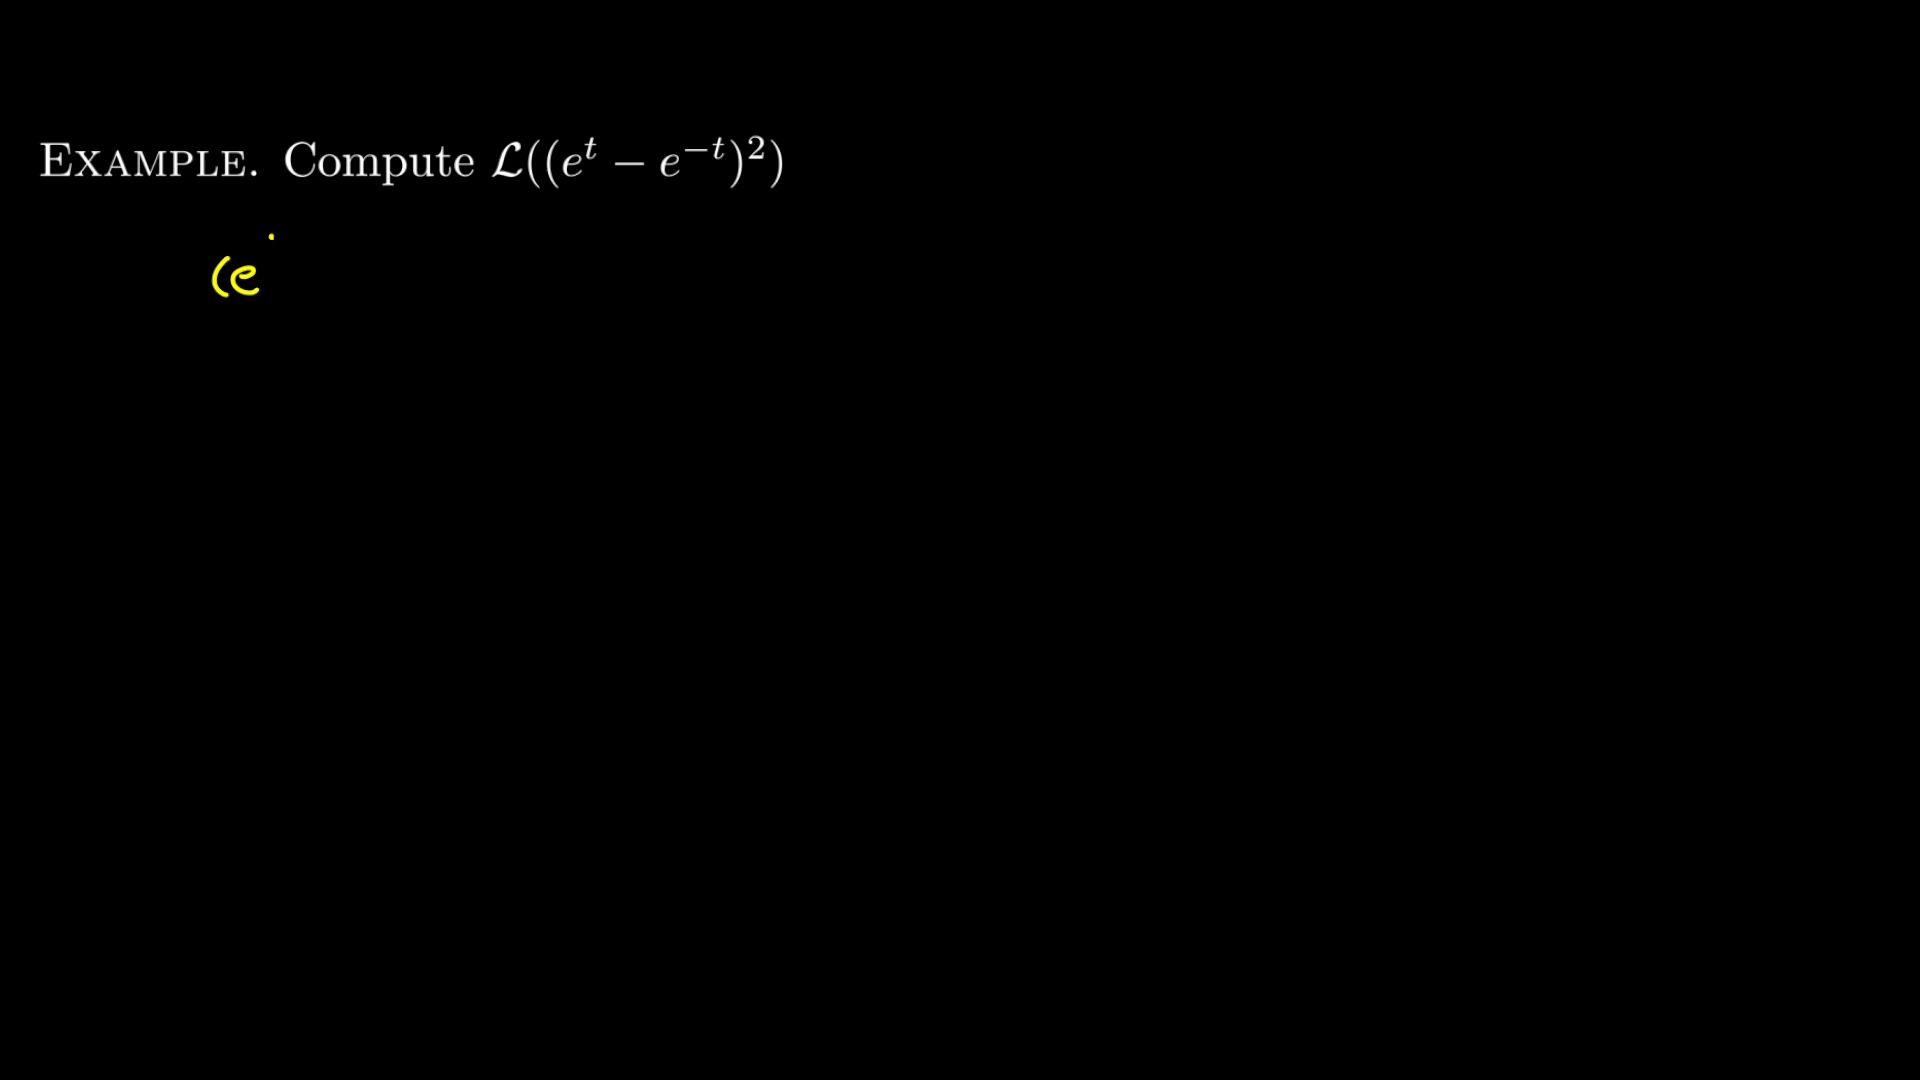 EXAMPLE. Compute ℒ((e^t − e^{−t})^2)
(e